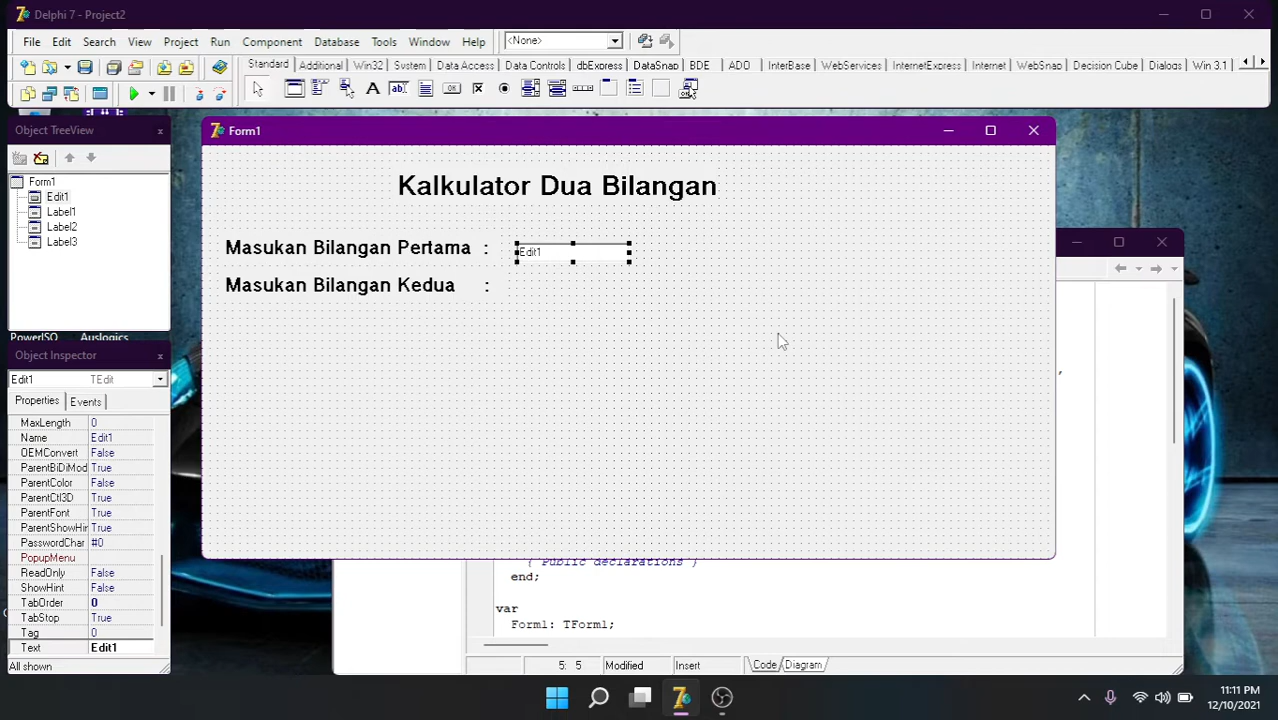 Delphi 7 - Project2
File Edit Search View Project Run Component Database Tools Window Help <None>
Standard Additional Win32 System Data Access Data Controls dbExpress DataSnap BDE ADO InterBase WebServices InternetExpress Internet WebSnap Decision Cube Dialogs Win 3.1
Object TreeView
Form1
Edit1
Label1
Label2
Label3
Form1
Kalkulator Dua Bilangan
Masukan Bilangan Pertama :
Edit1
Masukan Bilangan Kedua :
PowerISO Auslogics
Object Inspector
Edit1 TEdit
Properties Events
MaxLength 0
Name Edit1
OEMConvert False
ParentBiDiMod True
ParentColor False
ParentCtl3D True
ParentFont True
ParentShowHin True
PasswordChar #0
PopupMenu
ReadOnly False
ShowHint False
TabOrder 0
TabStop True
Tag 0
Text Edit1
All shown
{ Public declarations }
end;
var
Form1: TForm1;
5: 5 Modified Insert Code Diagram
11:11 PM
12/10/2021